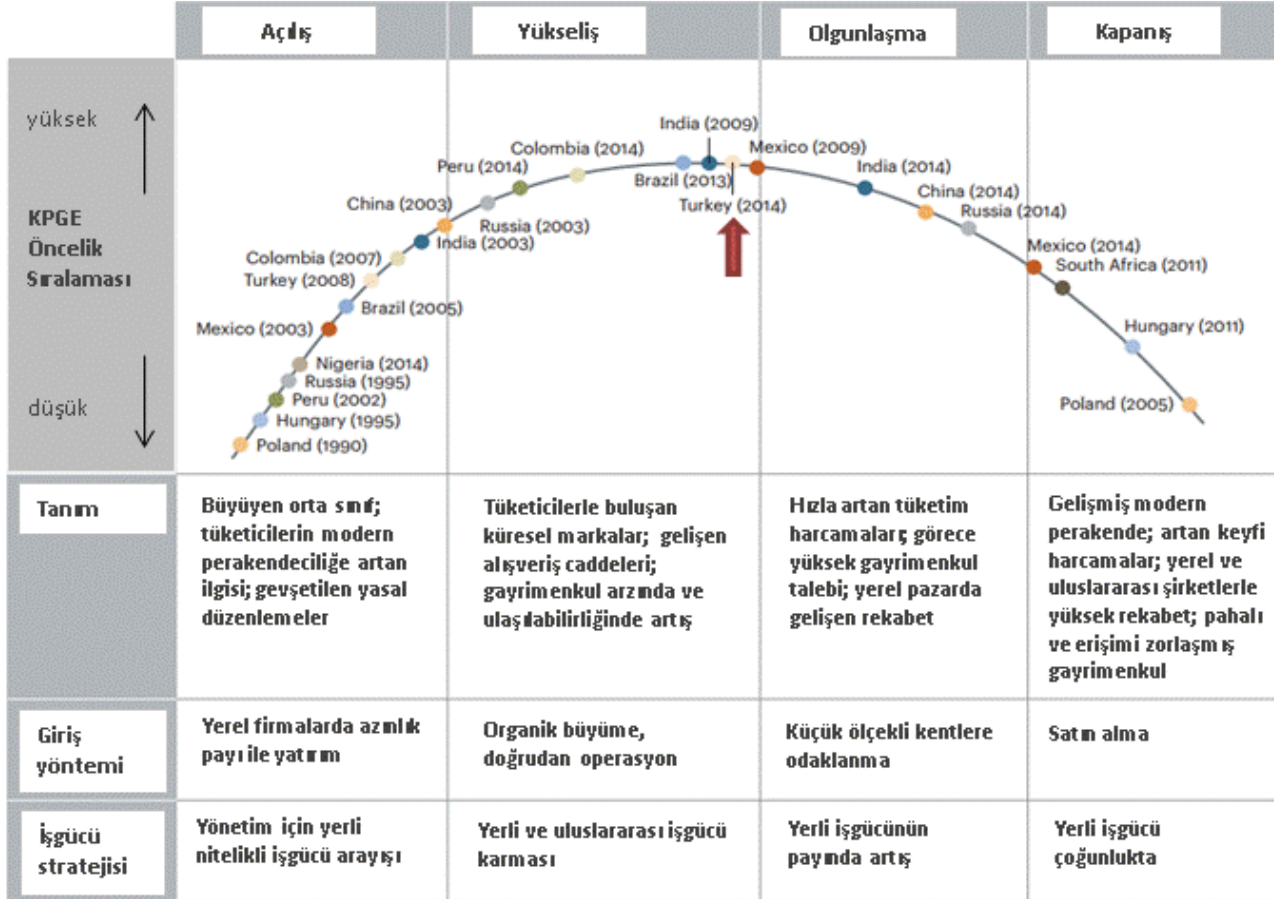 Açılış
Yükseliş
Olgunlaşma
Kapanış
yüksek
KPGE
Öncelik
Sıralaması
düşük
India (2009)
Colombia (2014)
Mexico (2009)
Peru (2014)
Brazil (2013)
India (2014)
China (2003)
Turkey (2014)
China (2014)
Russia (2003)
Russia (2014)
India (2003)
Mexico (2014)
Colombia (2007)
South Africa (2011)
Turkey (2008)
Brazil (2005)
Mexico (2003)
Hungary (2011)
Nigeria (2014)
Russia (1995)
Peru (2002)
Poland (2005)
Hungary (1995)
Poland (1990)
Tanım
Büyüyen orta sınıf;
tüketicilerin modern
perakendeciliğe artan
ilgisi; gevşetilen yasal
düzenlemeler
Tüketicilerle buluşan
küresel markalar; gelişen
alışveriş caddeleri;
gayrimenkul arzında ve
ulaşılabilirliğinde artış
Hızla artan tüketim
harcamaları; görece
yüksek gayrimenkul
talebi; yerel pazarda
gelişen rekabet
Gelişmiş modern
perakende; artan keyfi
harcamalar; yerel ve
uluslararası şirketlerle
yüksek rekabet; pahalı
ve erişimi zorlaşmış
gayrimenkul
Giriş
yöntemi
Yerel firmalarda azınlık
payı ile yatırım
Organik büyüme,
doğrudan operasyon
Küçük ölçekli kentlere
odaklanma
Satın alma
İşgücü
stratejisi
Yönetim için yerli
nitelikli işgücü arayışı
Yerli ve uluslararası işgücü
karması
Yerli işgücünün
payında artış
Yerli işgücü
çoğunlukta